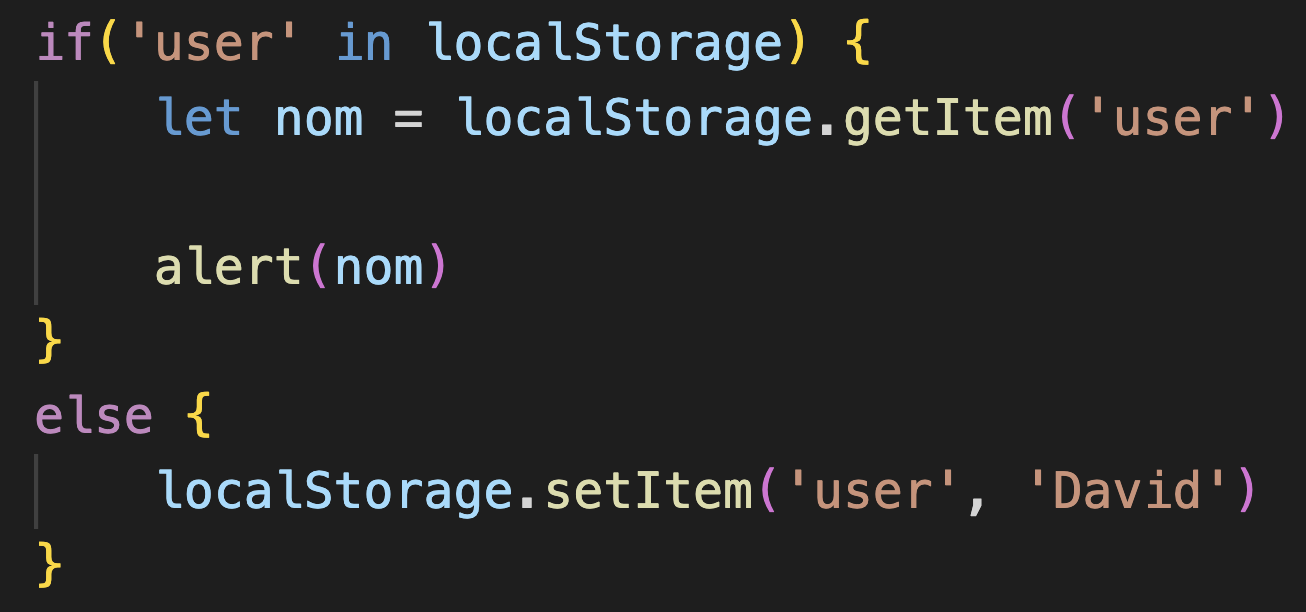 if('user' in localStorage) {
    let nom = localStorage.getItem('user')

    alert(nom)
}
else {
    localStorage.setItem('user', 'David')
}